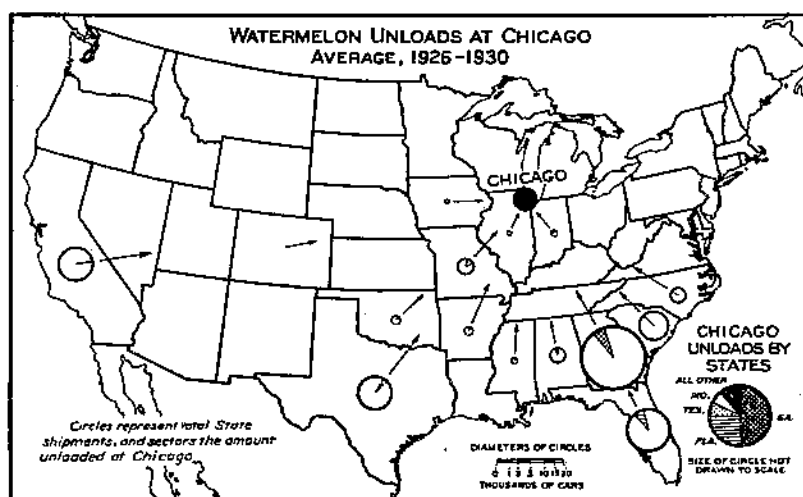 WATERMELON UNLOADS AT CHICAGO
AVERAGE, 1926-1930
CHICAGO
CHICAGO
UNLOADS BY
STATES
ALL OTHER
MO.
TEX.
GA.
FLA.
SIZE OF CIRCLE NOT
DRAWN TO SCALE
Circles represent total State
shipments, and sectors the amount
unloaded at Chicago
DIAMETERS OF CIRCLES
THOUSANDS OF CARS